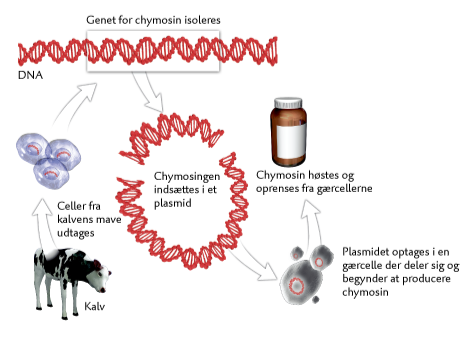 Genet for chymosin isoleres
DNA
Chymosingen
indsættes i et
plasmid
Chymosin høstes og
oprenses fra gærcellerne
Celler fra
kalvens mave
udtages
Kalv
Plasmidet optages i en
gærcelle der deler sig og
begynder at producere
chymosin